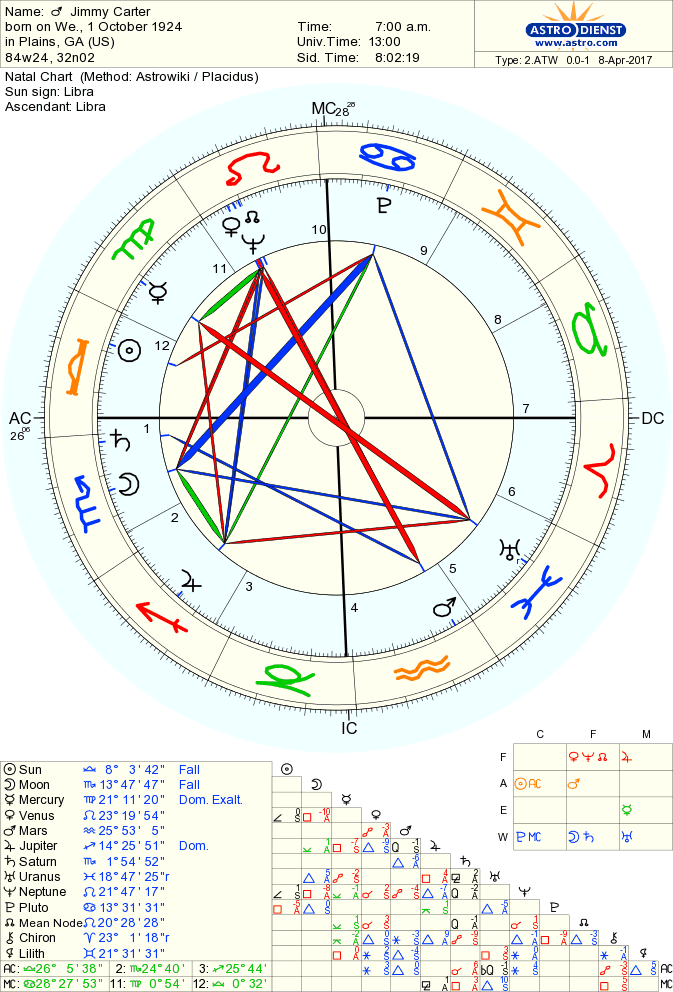 Name: ♂ Jimmy Carter
born on We., 1 October 1924
in Plains, GA (US)
84w24, 32n02
Time: 7:00 a.m.
Univ.Time: 13:00
Sid. Time: 8:02:19
ASTRO DIENST
www.astro.com
Type: 2.ATW 0.0-1 8-Apr-2017
Natal Chart (Method: Astrowiki / Placidus)
Sun sign: Libra
Ascendant: Libra
MC 28 28
10
9
11
8
12
AC 26 06
1
7
DC
2
6
3
5
4
IC
C F M
F ♀ ♆ ☊ ♃
A ☉ AC ♂
E ☿
W ♇ MC ☽ ♄ ♅
☉ Sun ♎ 8° 3'42" Fall
☽ Moon ♏ 13°47'47" Fall
☿ Mercury ♍ 21°11'20" Dom. Exalt.
♀ Venus ♌ 23°19'54"
♂ Mars ♒ 25°53' 5"
♃ Jupiter ♐ 14°25'51" Dom.
♄ Saturn ♏ 1°54'52"
♅ Uranus ♓ 18°47'25"r
♆ Neptune ♌ 21°47'17"
♇ Pluto ♋ 13°31'31"
☊ Mean Node ♌ 20°28'28"
⚷ Chiron ♈ 23° 1'18"r
⚸ Lilith ♓ 21°31'31"
AC: ♎ 26° 5'38" 2: ♏ 24°40' 3: ♐ 25°44'
MC: ♋ 28°27'53" 11: ♍ 0°54' 12: ♎ 0°32'